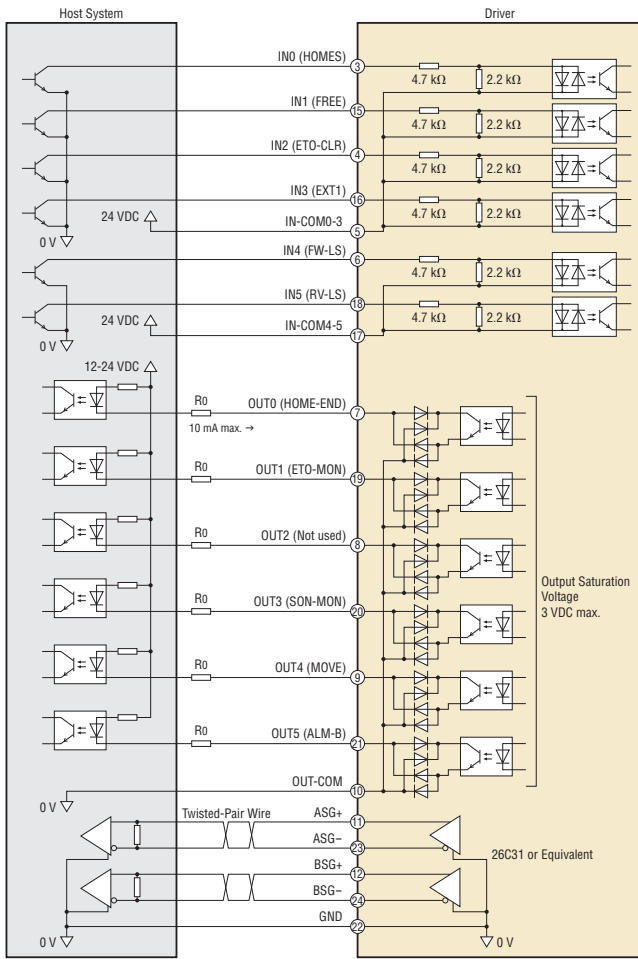 Host System
Driver
IN0 (HOMES)
3
4.7 kΩ
2.2 kΩ
IN1 (FREE)
15
4.7 kΩ
2.2 kΩ
IN2 (ETO-CLR)
4
4.7 kΩ
2.2 kΩ
IN3 (EXT1)
16
4.7 kΩ
2.2 kΩ
24 VDC
IN-COM0-3
5
0 V
IN4 (FW-LS)
6
4.7 kΩ
2.2 kΩ
IN5 (RV-LS)
18
4.7 kΩ
2.2 kΩ
24 VDC
IN-COM4-5
17
0 V
12-24 VDC
R0
OUT0 (HOME-END)
7
10 mA max. →
R0
OUT1 (ETO-MON)
19
R0
OUT2 (Not used)
8
R0
OUT3 (SON-MON)
20
Output Saturation
Voltage
3 VDC max.
R0
OUT4 (MOVE)
9
R0
OUT5 (ALM-B)
21
OUT-COM
10
0 V
Twisted-Pair Wire
ASG+
11
ASG−
23
26C31 or Equivalent
BSG+
12
BSG−
24
GND
22
0 V
0 V